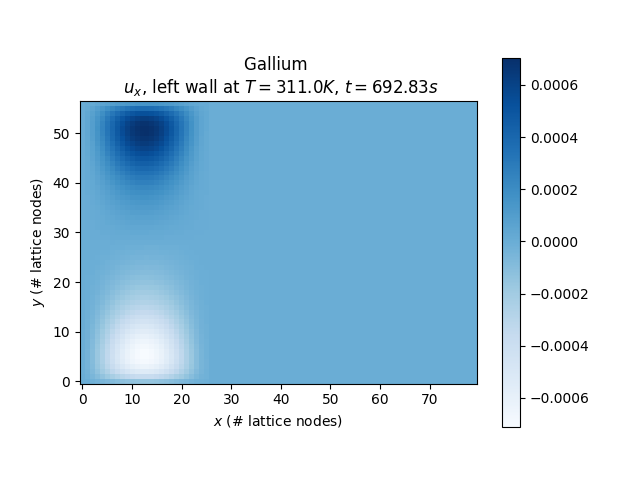 Gallium
u_x, left wall at T = 311.0K, t = 692.83s
50
40
30
20
10
0
y (# lattice nodes)
0 10 20 30 40 50 60 70
x (# lattice nodes)
0.0006
0.0004
0.0002
0.0000
−0.0002
−0.0004
−0.0006